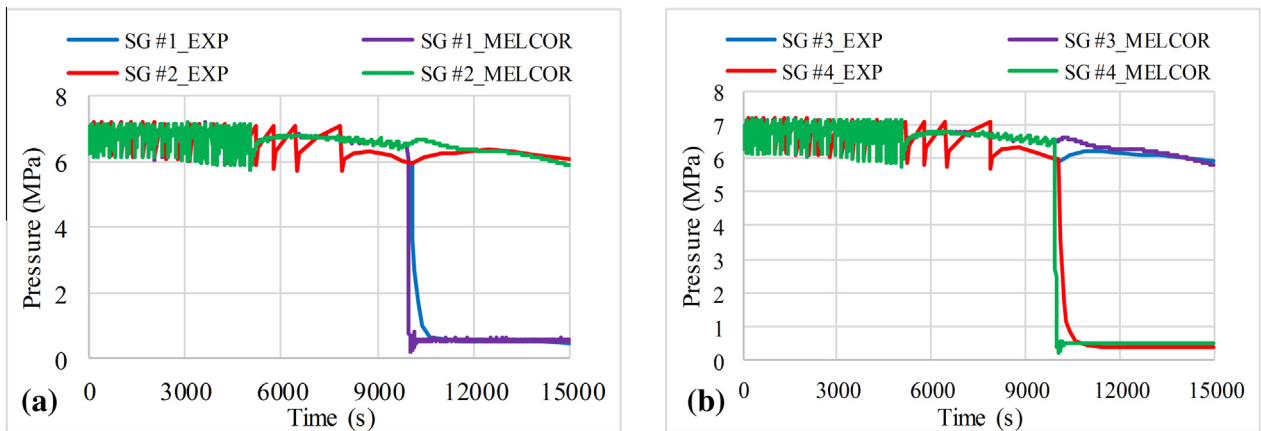 SG #1_EXP SG #1_MELCOR
SG #2_EXP SG #2_MELCOR
8
6
4
2
0
Pressure (MPa)
0 3000 6000 9000 12000 15000
Time (s)
(a)
SG #3_EXP SG #3_MELCOR
SG #4_EXP SG #4_MELCOR
8
7
6
5
4
3
2
1
0
Pressure (MPa)
0 3000 6000 9000 12000 15000
Time (s)
(b)